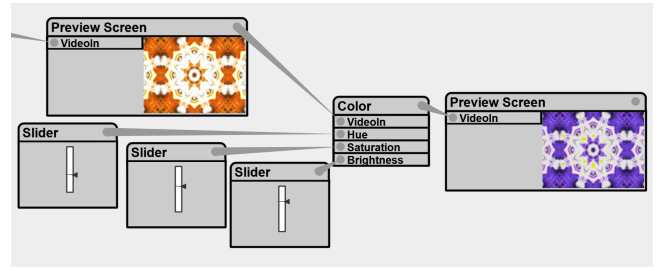 Preview Screen
VideoIn
Slider
Slider
Slider
Color
VideoIn
Hue
Saturation
Brightness
Preview Screen
VideoIn